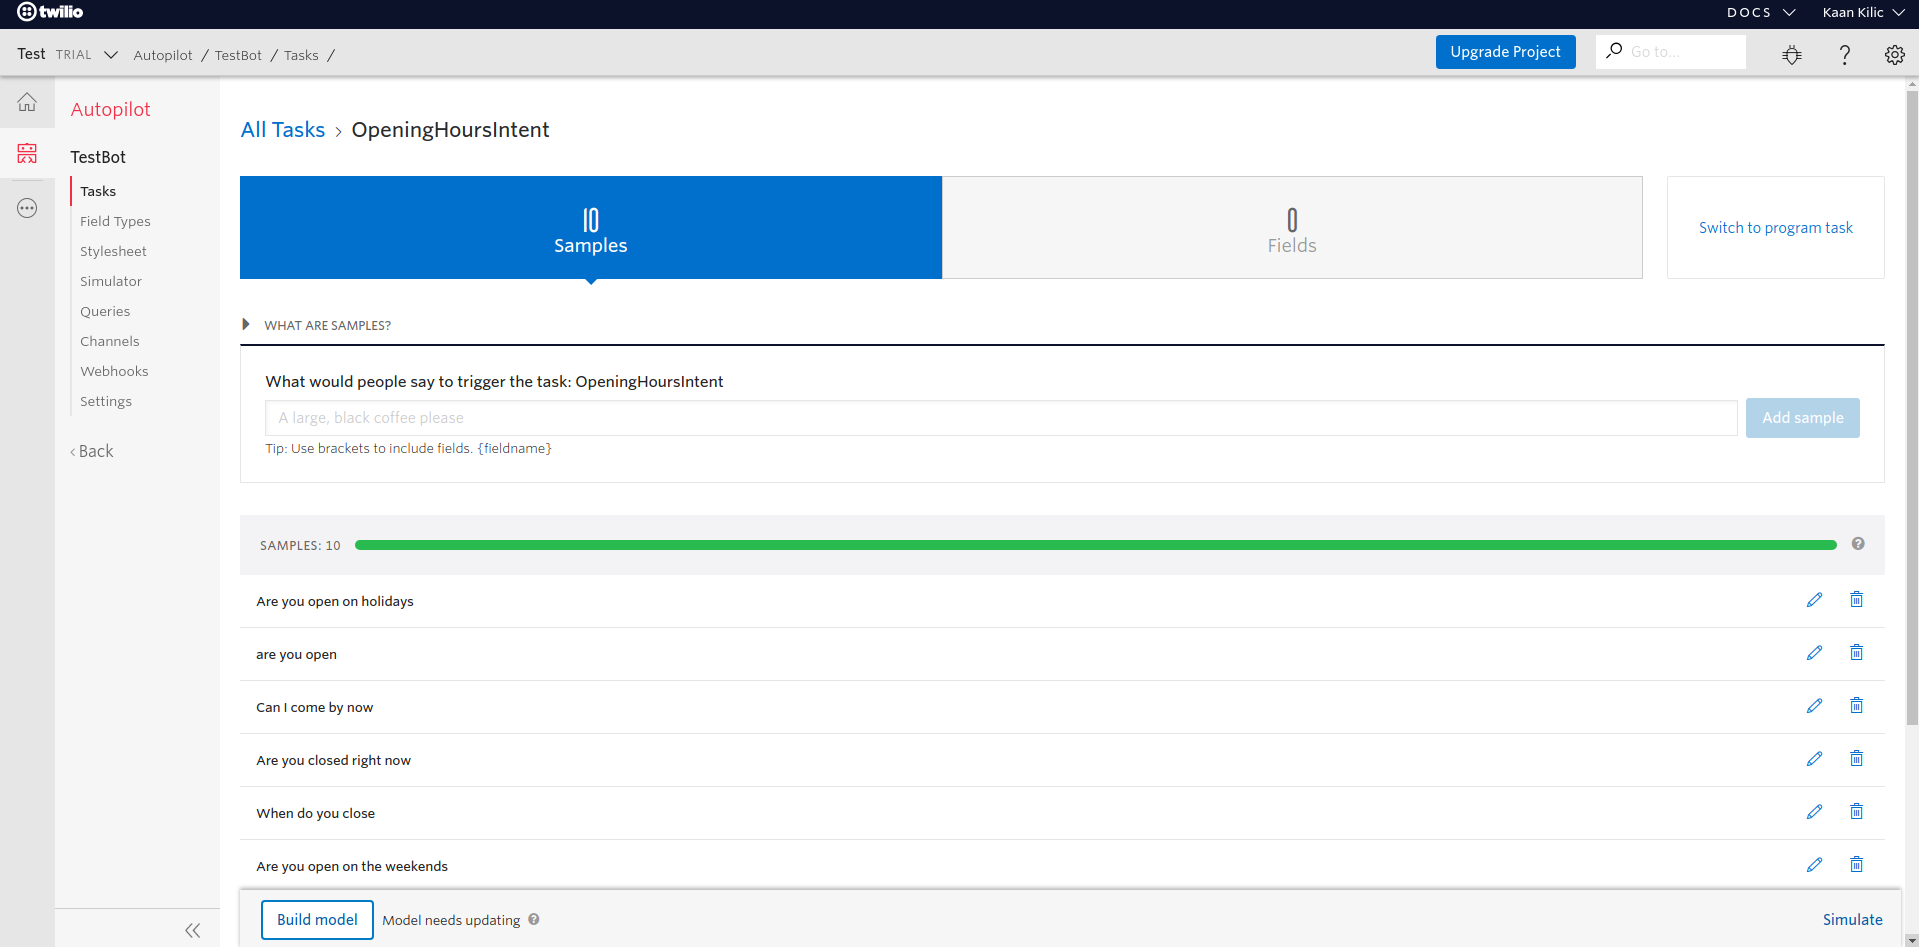 twilio
DOCS
Kaan Kilic
Test TRIAL Autopilot / TestBot / Tasks /
Upgrade Project
Go to...
?
Autopilot
TestBot
Tasks
Field Types
Stylesheet
Simulator
Queries
Channels
Webhooks
Settings
‹ Back
All Tasks › OpeningHoursIntent
10
Samples
0
Fields
Switch to program task
WHAT ARE SAMPLES?
What would people say to trigger the task: OpeningHoursIntent
A large, black coffee please
Add sample
Tip: Use brackets to include fields. {fieldname}
SAMPLES: 10
?
Are you open on holidays
are you open
Can I come by now
Are you closed right now
When do you close
Are you open on the weekends
Build model
Model needs updating ?
Simulate